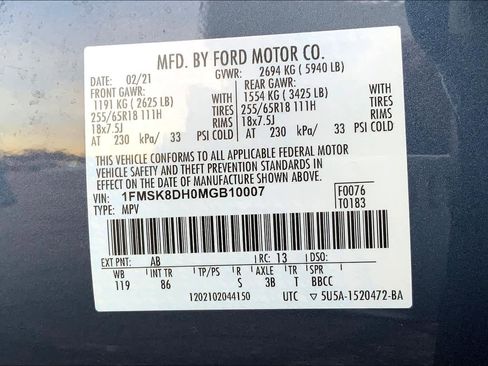 MFD. BY FORD MOTOR CO.
DATE: 02/21 GVWR: 2694 KG ( 5940 LB)
FRONT GAWR: REAR GAWR:
1191 KG ( 2625 LB) WITH 1554 KG ( 3425 LB) WITH
255/65R18 111H TIRES 255/65R18 111H TIRES
18x7.5J RIMS 18x7.5J RIMS
AT 230 kPa/ 33 PSI COLD AT 230 kPa/ 33 PSI COLD
THIS VEHICLE CONFORMS TO ALL APPLICABLE FEDERAL MOTOR
VEHICLE SAFETY AND THEFT PREVENTION STANDARDS IN
EFFECT ON THE DATE OF MANUFACTURE SHOWN ABOVE.
VIN: 1FMSK8DH0MGB10007 F0076
TYPE: MPV T0183
EXT PNT: AB RC: 13 DSO:
WB INT TR TP/PS R AXLE TR SPR
119 86 S 3B T BBCC
1202102044150 UTC ▽ 5U5A-1520472-BA